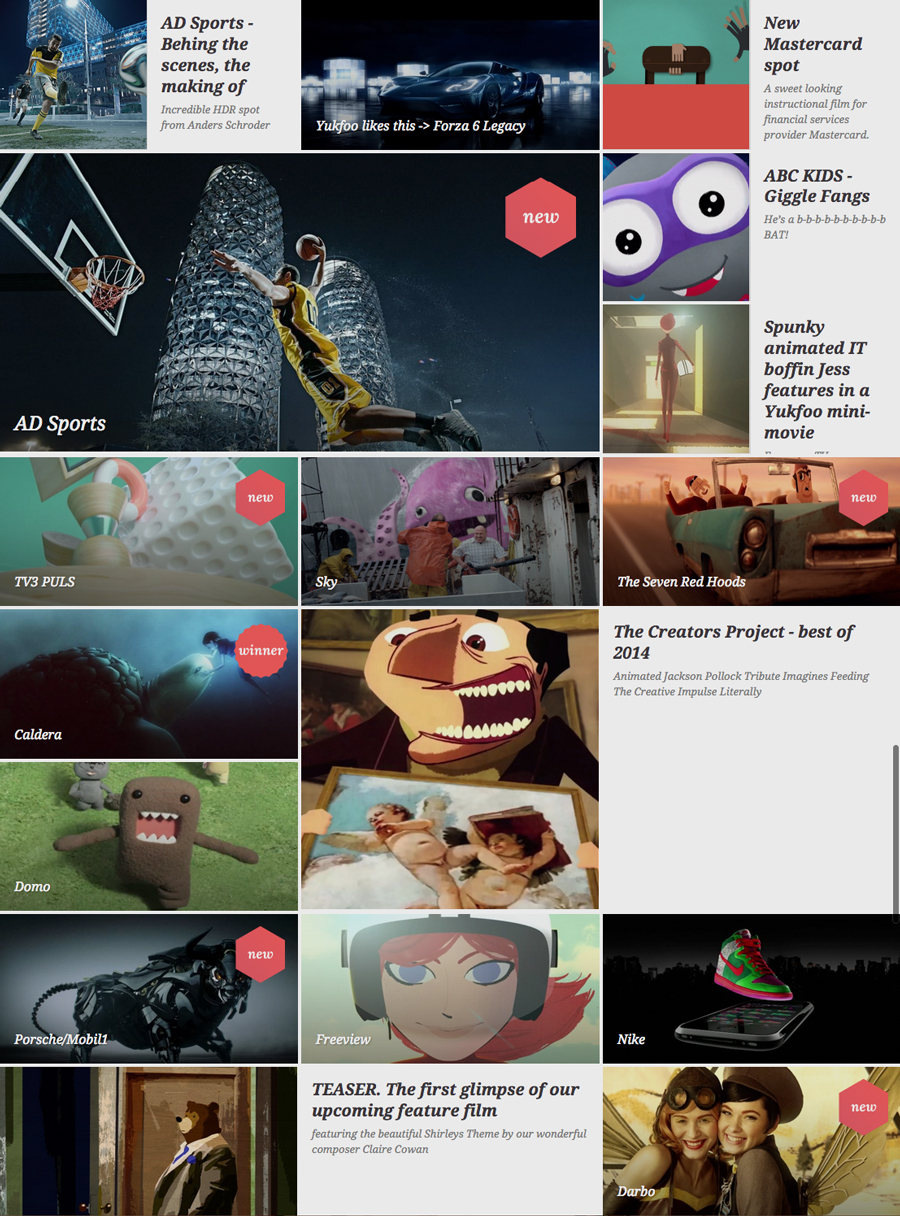 AD Sports -
Behing the
scenes, the
making of
Incredible HDR spot
from Anders Schroder
Yukfoo likes this -> Forza 6 Legacy
New
Mastercard
spot
A sweet looking
instructional film for
financial services
provider Mastercard.
new
AD Sports
ABC KIDS -
Giggle Fangs
He's a b-b-b-b-b-b-b-b-b-b
BAT!
Spunky
animated IT
boffin Jess
features in a
Yukfoo mini-
movie
new
TV3 PULS
Sky
new
The Seven Red Hoods
winner
Caldera
The Creators Project - best of
2014
Animated Jackson Pollock Tribute Imagines Feeding
The Creative Impulse Literally
Domo
new
Porsche/Mobil1
Freeview
Nike
TEASER. The first glimpse of our
upcoming feature film
featuring the beautiful Shirleys Theme by our wonderful
composer Claire Cowan
new
Darbo